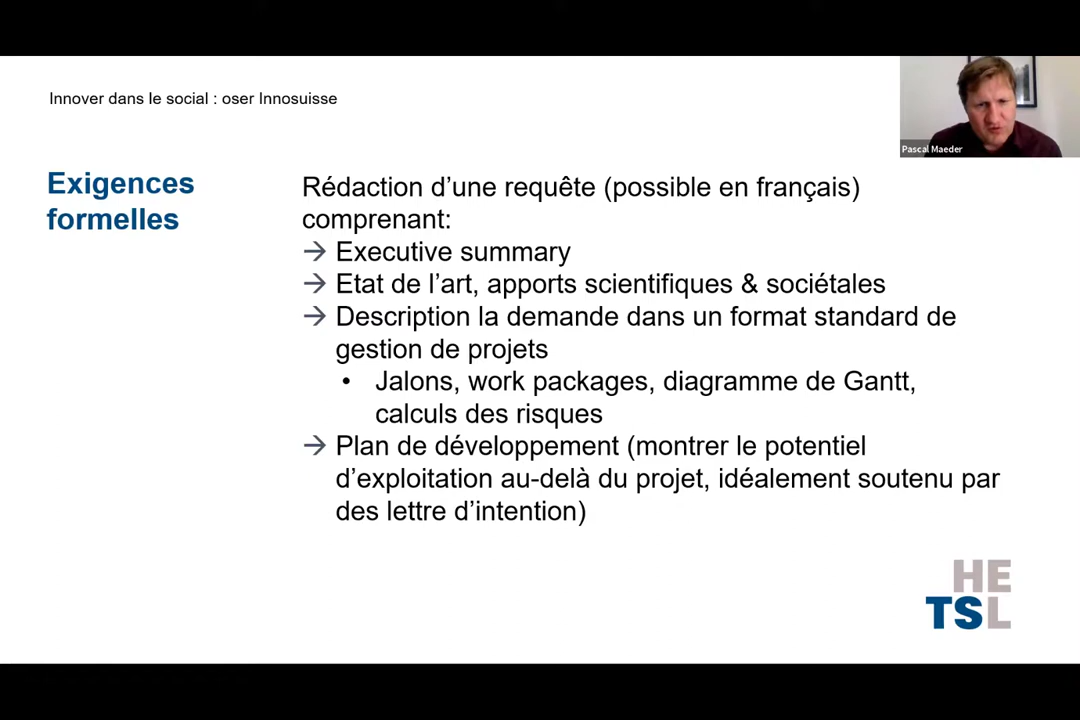 Innover dans le social : oser Innosuisse
Pascal Maeder
Exigences
formelles
Rédaction d’une requête (possible en français)
comprenant:
→ Executive summary
→ Etat de l’art, apports scientifiques & sociétales
→ Description la demande dans un format standard de
gestion de projets
• Jalons, work packages, diagramme de Gantt,
calculs des risques
→ Plan de développement (montrer le potentiel
d’exploitation au-delà du projet, idéalement soutenu par
des lettre d’intention)
HE
TSL